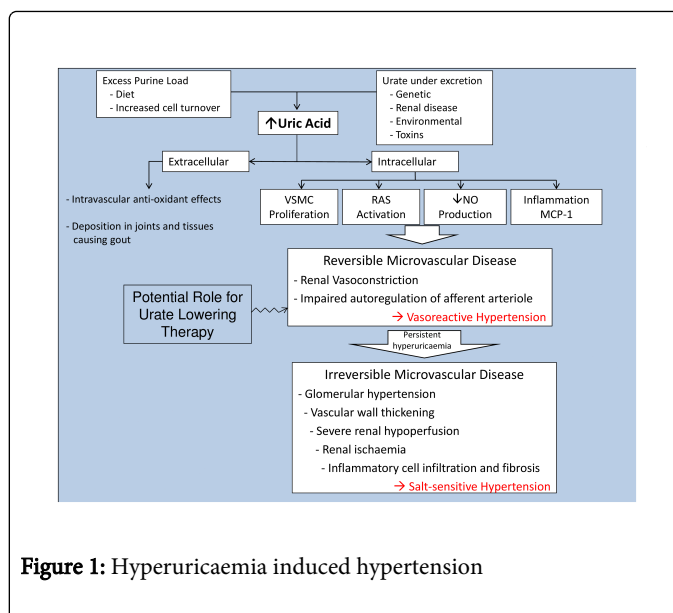 Excess Purine Load
- Diet
- Increased cell turnover
Urate under excretion
- Genetic
- Renal disease
- Environmental
- Toxins
↑Uric Acid
Extracellular
Intracellular
- Intravascular anti-oxidant effects
- Deposition in joints and tissues
causing gout
VSMC
Proliferation
RAS
Activation
↓NO
Production
Inflammation
MCP-1
Reversible Microvascular Disease
- Renal Vasoconstriction
- Impaired autoregulation of afferent arteriole
→ Vasoreactive Hypertension
Potential Role for
Urate Lowering
Therapy
Persistent
hyperuricaemia
Irreversible Microvascular Disease
- Glomerular hypertension
- Vascular wall thickening
- Severe renal hypoperfusion
- Renal ischaemia
- Inflammatory cell infiltration and fibrosis
→ Salt-sensitive Hypertension
Figure 1: Hyperuricaemia induced hypertension